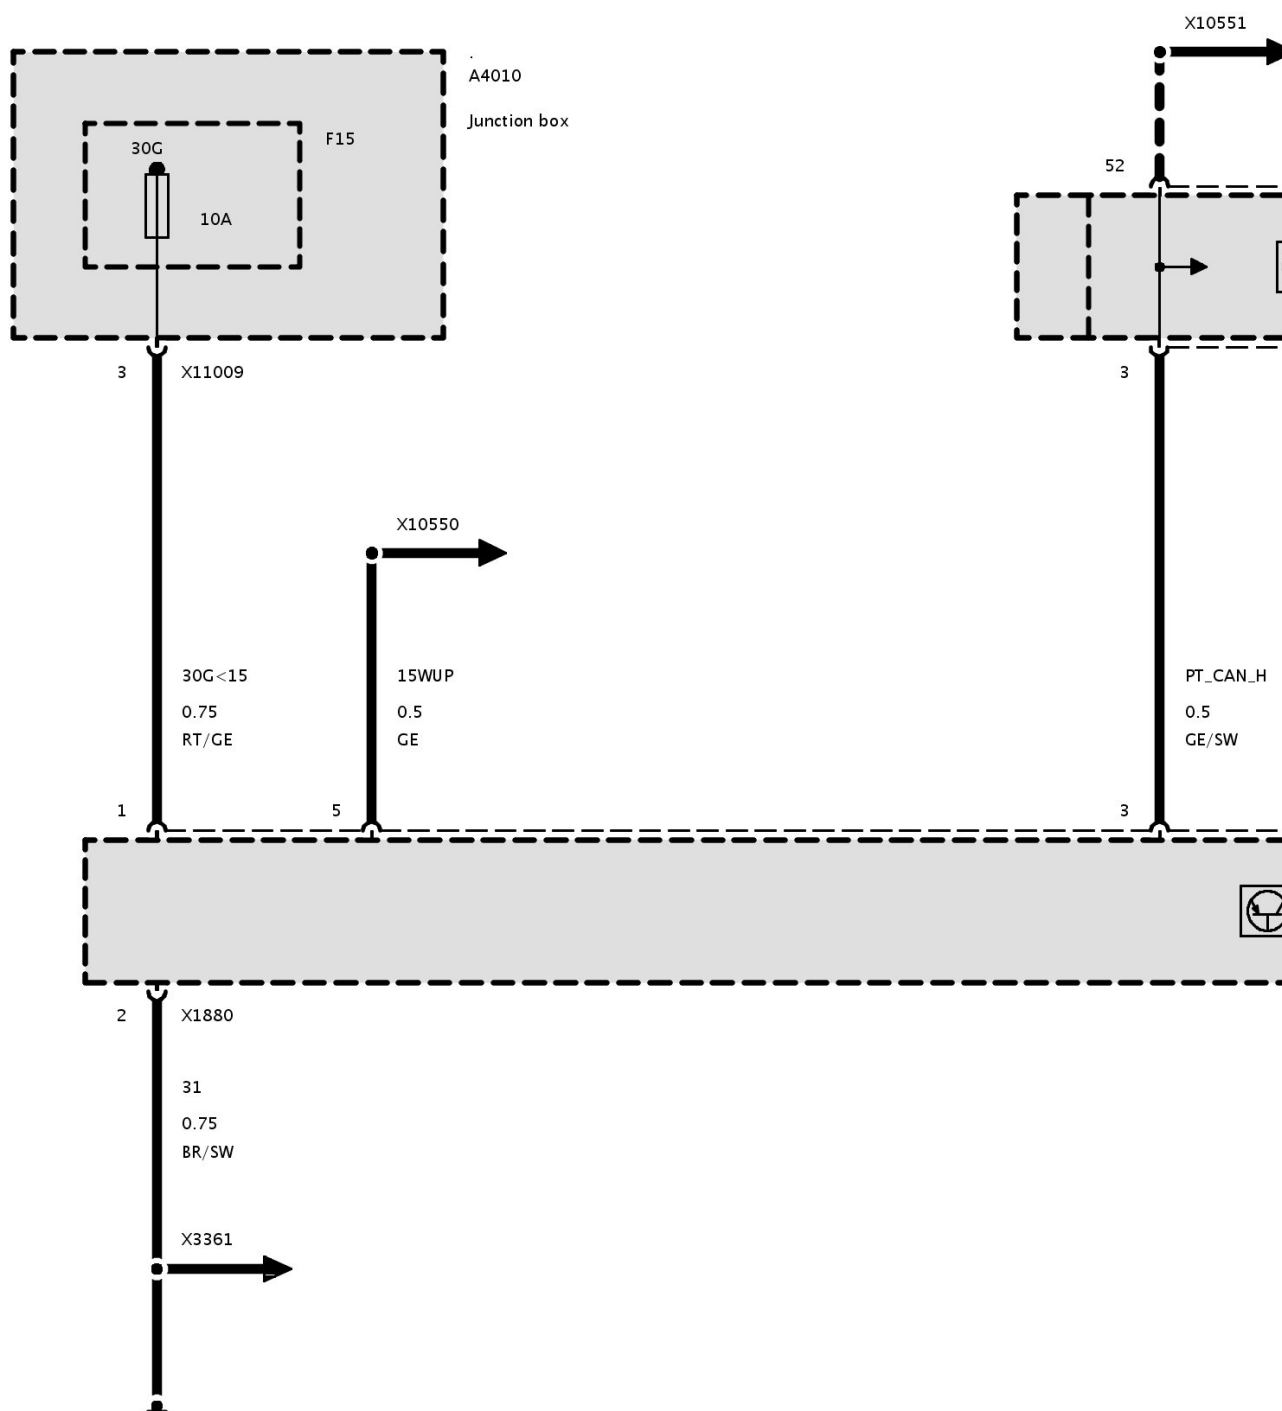 X10551
.
A4010
Junction box
F15
30G
10A
52
3
X11009
3
X10550
30G<15
0.75
RT/GE
15WUP
0.5
GE
PT_CAN_H
0.5
GE/SW
1
5
3
2
X1880
31
0.75
BR/SW
X3361